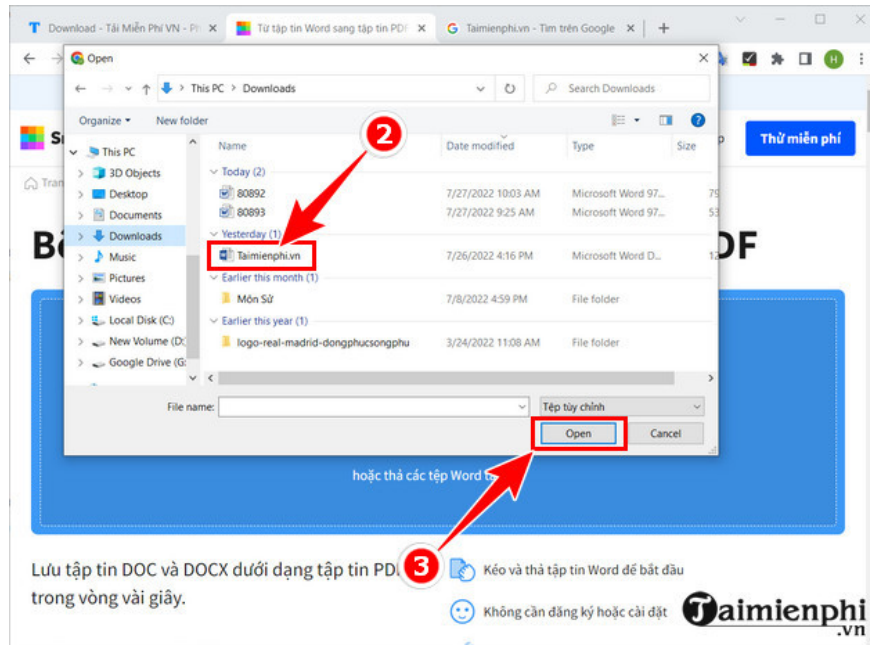 Download - Tải Miễn Phí VN - Ph
Từ tập tin Word sang tập tin PDF
Taimienphi.vn - Tìm trên Google
H
Open
This PC > Downloads
Search Downloads
Organize
New folder
Thử miễn phí
Name
Date modified
Type
Size
This PC
3D Objects
Desktop
Documents
Downloads
Music
Pictures
Videos
Local Disk (C:)
New Volume (D:
Google Drive (G:
Today (2)
80892 7/27/2022 10:03 AM Microsoft Word 97... 79
80893 7/27/2022 9:25 AM Microsoft Word 97... 53
Yesterday (1)
Taimienphi.vn 7/26/2022 4:16 PM Microsoft Word D... 12
Earlier this month (1)
Môn Sử 7/8/2022 4:59 PM File folder
Earlier this year (1)
logo-real-madrid-dongphucsongphu 3/24/2022 11:08 AM File folder
2
File name:
Tệp tùy chỉnh
Open
Cancel
DF
hoặc thả các tệp Word
3
Lưu tập tin DOC và DOCX dưới dạng tập tin PD
trong vòng vài giây.
Kéo và thả tập tin Word để bắt đầu
Không cần đăng ký hoặc cài đặt
Taimienphi
.vn